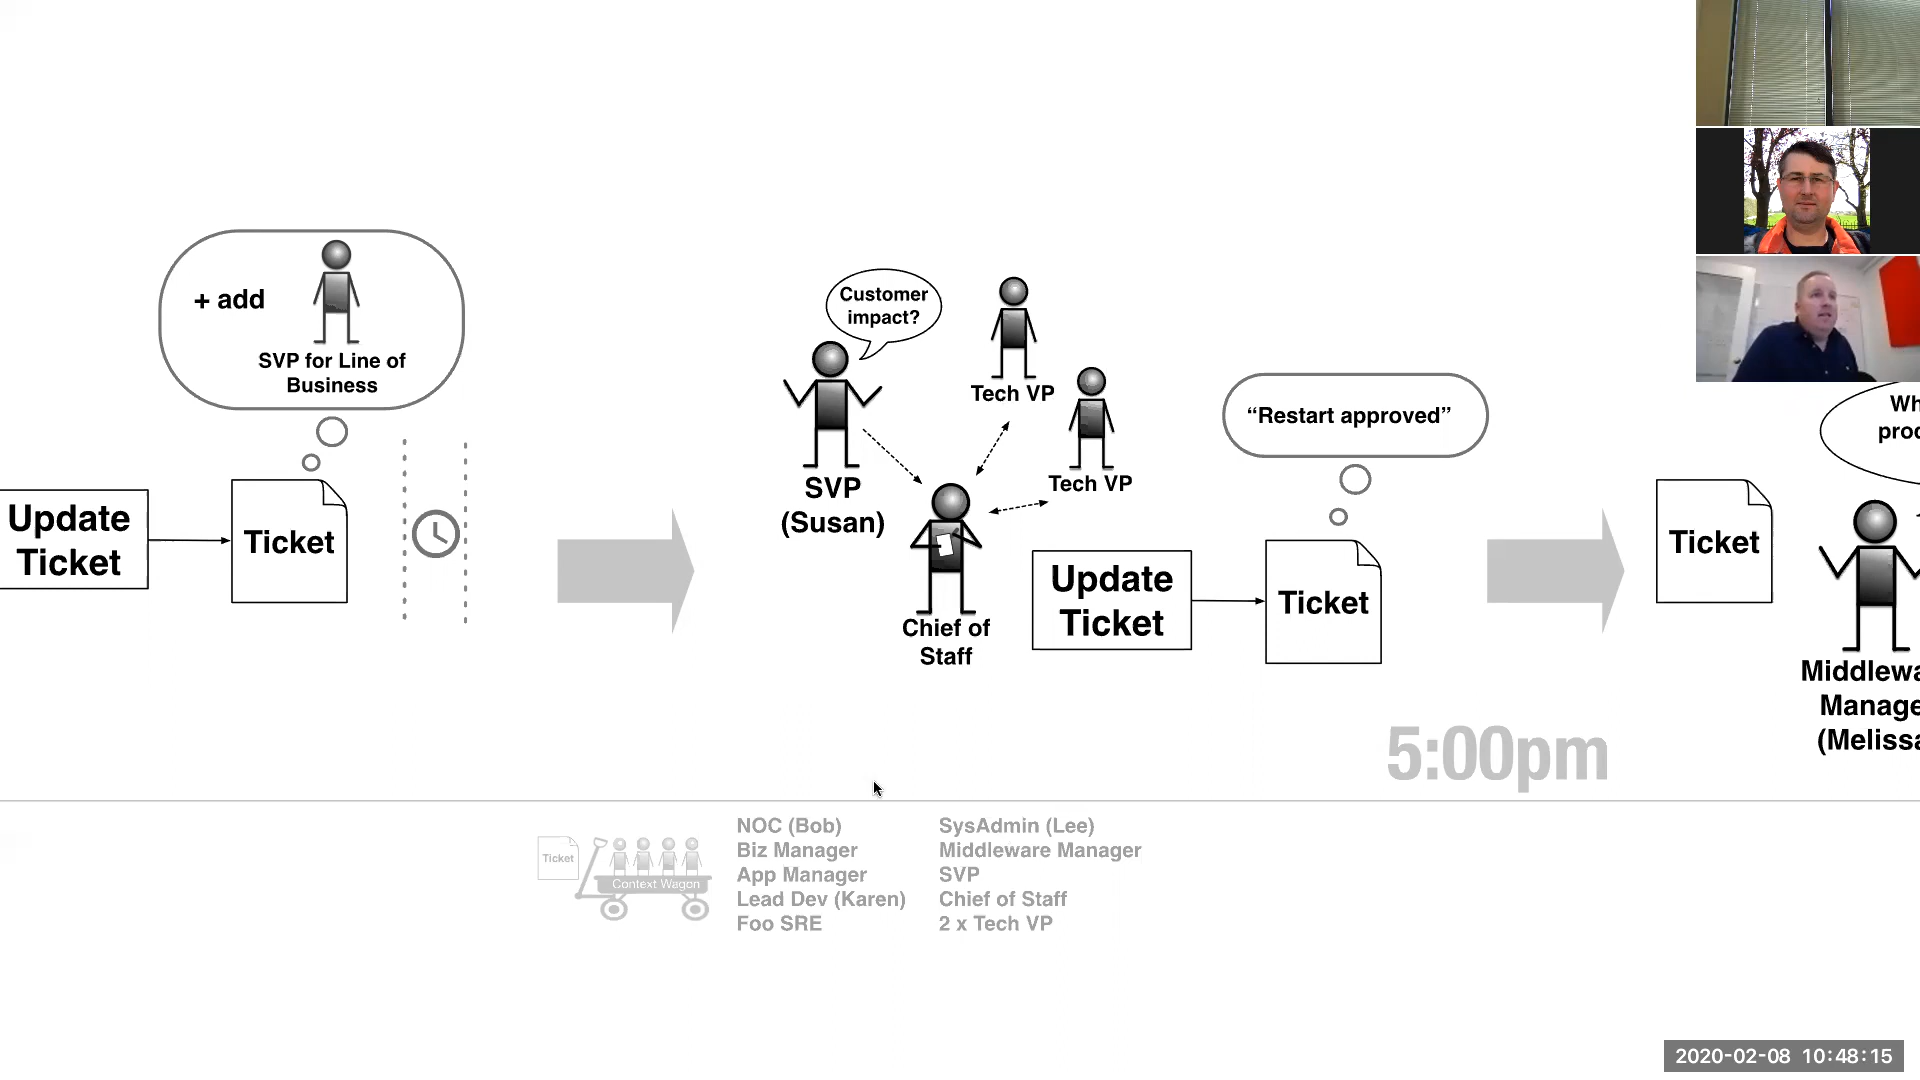 + add
SVP for Line of
Business
Update
Ticket
Ticket
Customer
impact?
SVP
(Susan)
Tech VP
Tech VP
Chief of
Staff
Update
Ticket
“Restart approved”
Ticket
5:00pm
Ticket
Manage
Ticket
Context Wagon
NOC (Bob)
Biz Manager
App Manager
Lead Dev (Karen)
Foo SRE
SysAdmin (Lee)
Middleware Manager
SVP
Chief of Staff
2 x Tech VP
2020-02-08 10:48:15